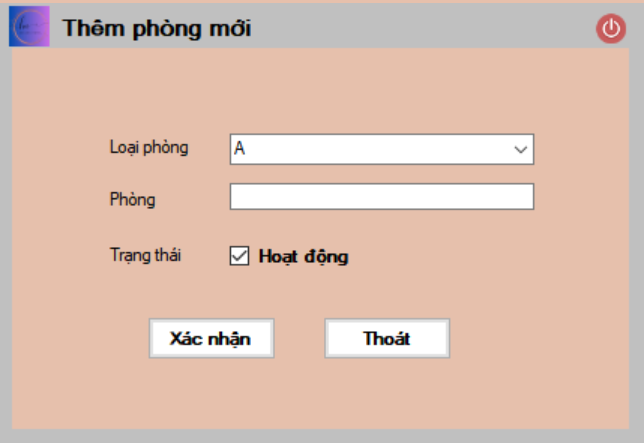 Thêm phòng mới
Loại phòng
A
Phòng
Trạng thái
Hoạt động
Xác nhận
Thoát